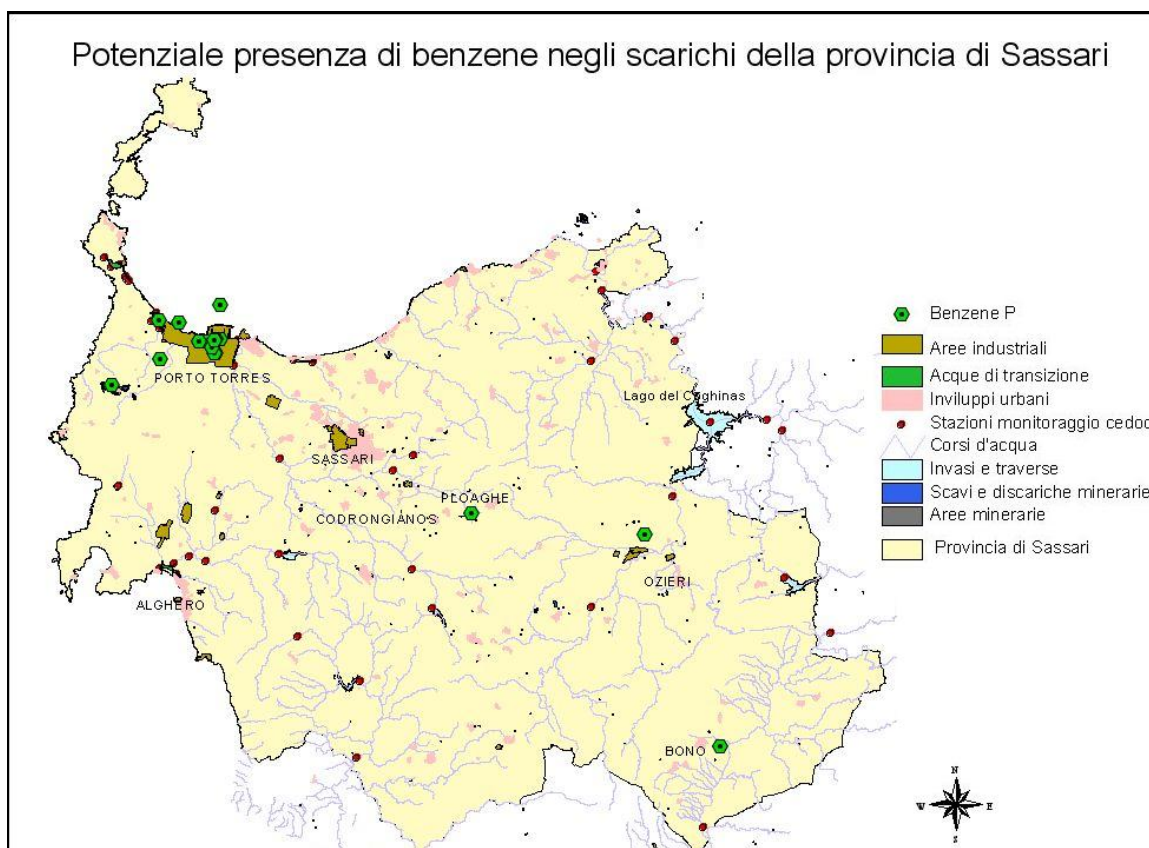 Potenziale presenza di benzene negli scarichi della provincia di Sassari
Benzene P
Aree industriali
PORTO TORRES
Acque di transizione
Lago del Coghinas
Inviluppi urbani
Stazioni monitoraggio cedoc
Corsi d'acqua
SASSARI
Invasi e traverse
PLOAGHE
Scavi e discariche minerarie
CODRONGIANOS
Aree minerarie
Provincia di Sassari
OZIERI
ALGHERO
BONO
N
W E
S